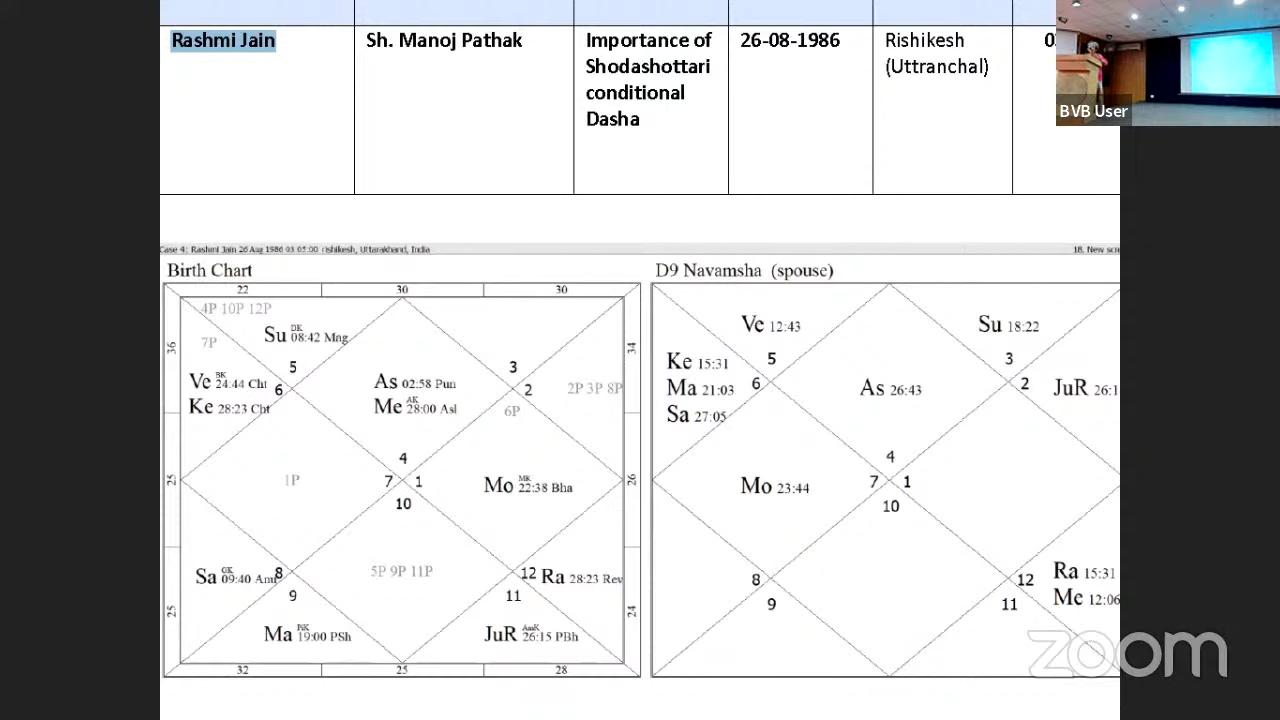 Rashmi Jain
Sh. Manoj Pathak
Importance of
Shodashottari
conditional
Dasha
26-08-1986
Rishikesh
(Uttranchal)
0
BVB User
Case 4: Rashmi Jain 26 Aug 1986 03:05:00 rishikesh, Uttarakhand, India
18. New scre
Birth Chart
22 30 30
4P 10P 12P
Su DK 08:42 Mag
36 7P 34
5 3
Ve BK 24:44 Cht 6 As 02:58 Pun 2 2P 3P 8P
Ke 28:23 Cht Me AK 28:00 Asl 6P
4
25 1P 7 1 Mo MK 22:38 Bha 26
10
Sa GK 09:40 Anu 8 5P 9P 11P 12 Ra 28:23 Rev
9 11
25 24
Ma PiK 19:00 PSh JuR AmK 26:15 PBh
32 25 28
D9 Navamsha (spouse)
Ve 12:43 Su 18:22
Ke 15:31 5 3
Ma 21:03 6 As 26:43 2 JuR 26:1
Sa 27:05
4
Mo 23:44 7 1
10
8 12 Ra 15:31
9 11 Me 12:06
zoom